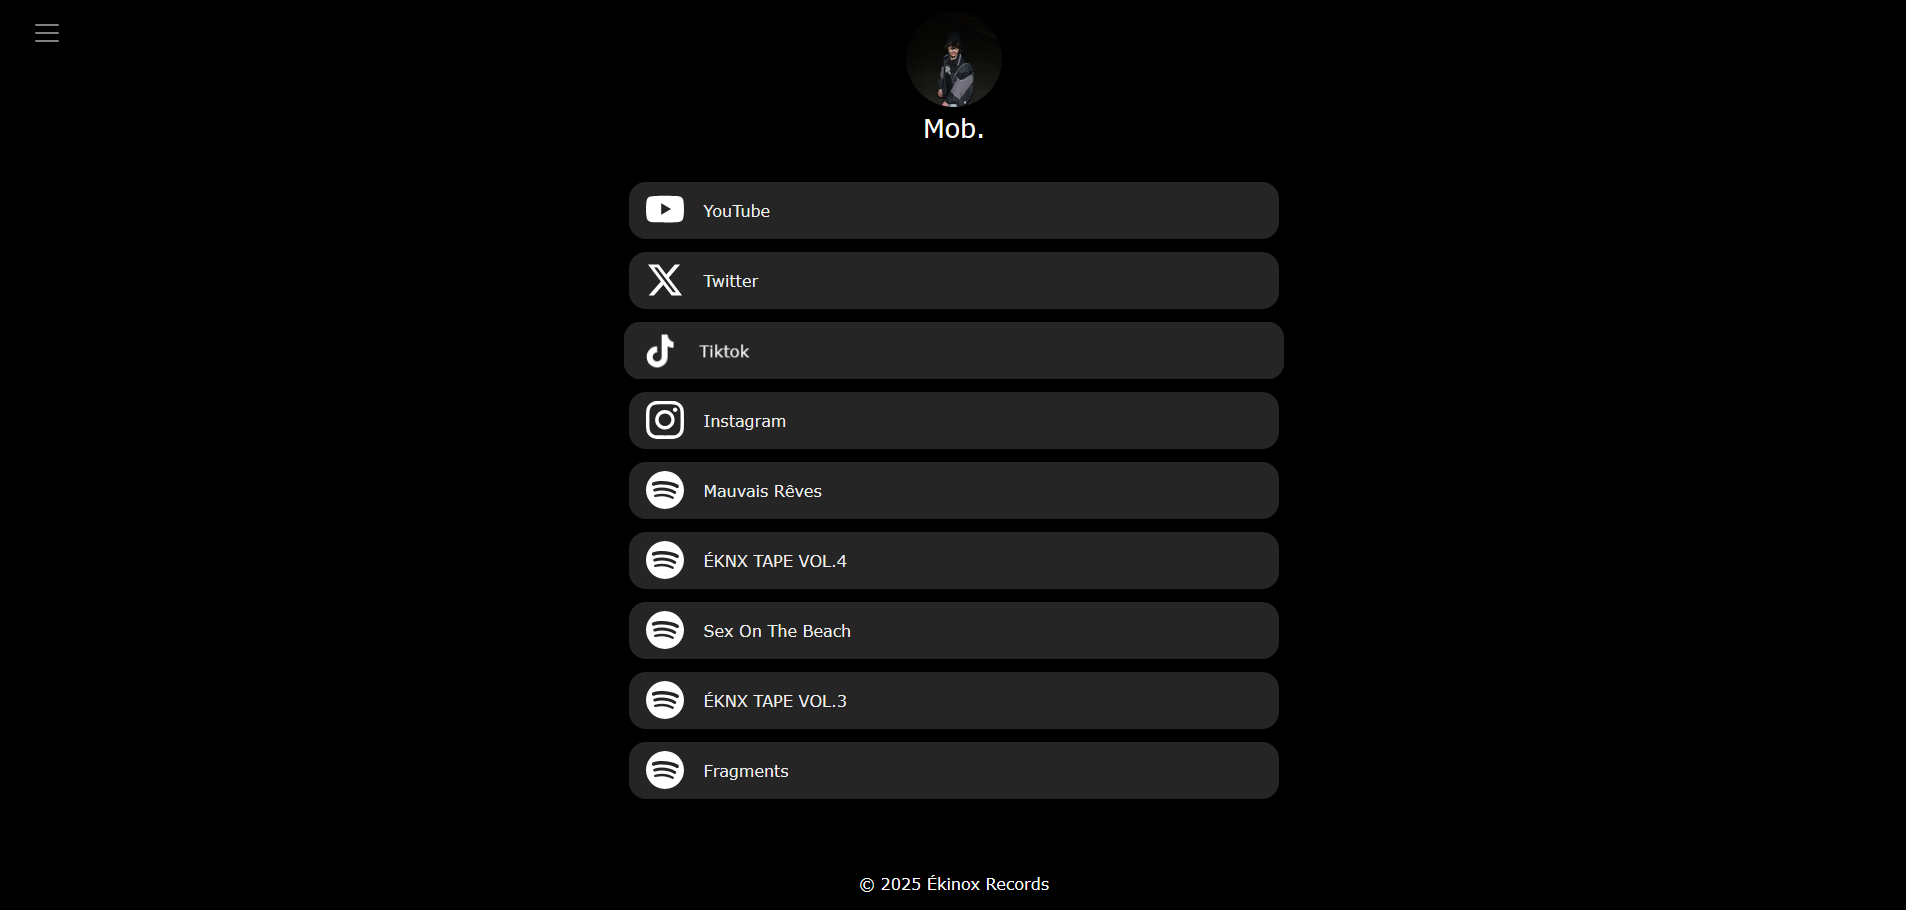 Mob.
YouTube
Twitter
Tiktok
Instagram
Mauvais Rêves
ÉKNX TAPE VOL.4
Sex On The Beach
ÉKNX TAPE VOL.3
Fragments
© 2025 Ékinox Records